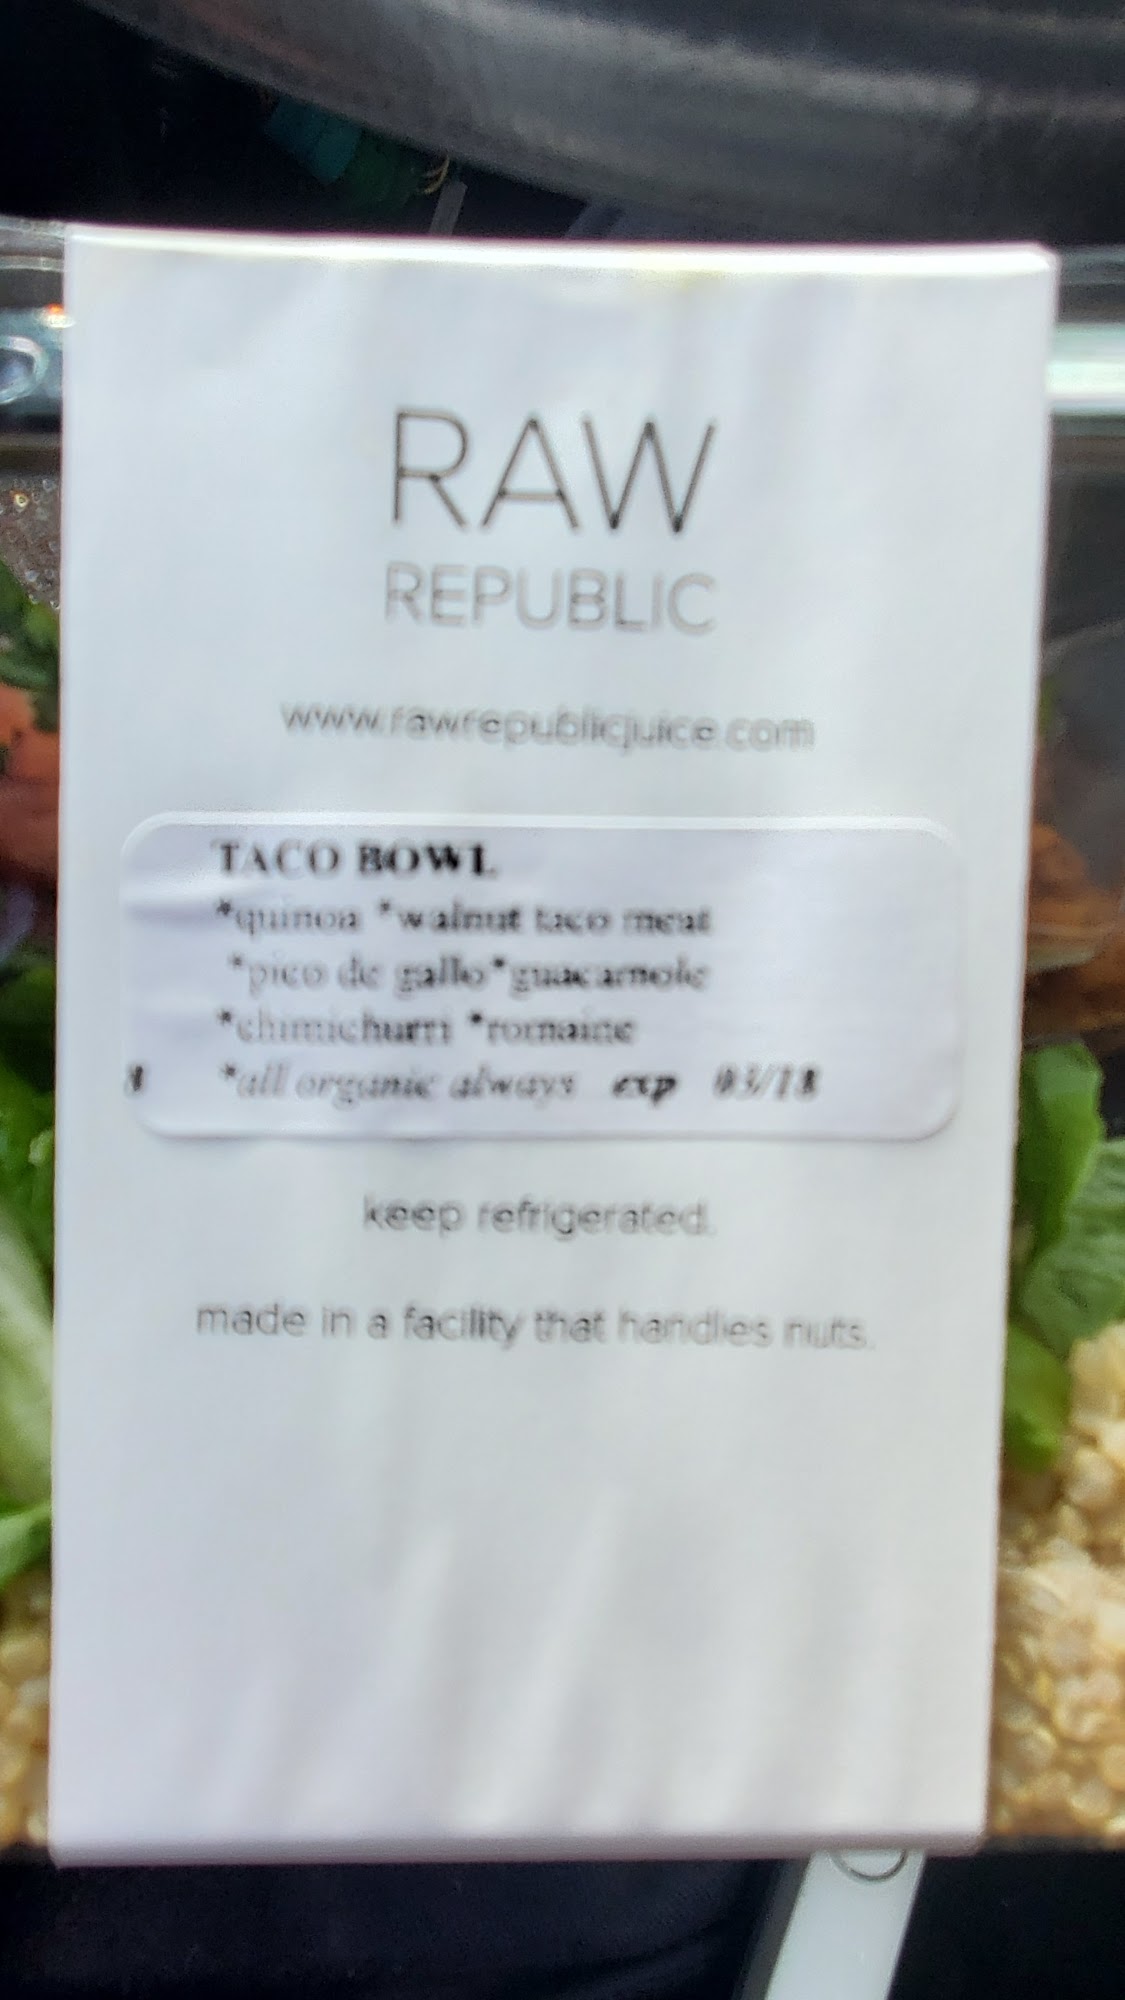 RAW
REPUBLIC
www.rawrepublicjuice.com
TACO BOWL
*quinoa *walnut taco meat
*pico de gallo*guacamole
*chimichurri *romaine
8 *all organic always exp 03/18
keep refrigerated.
made in a facility that handles nuts.